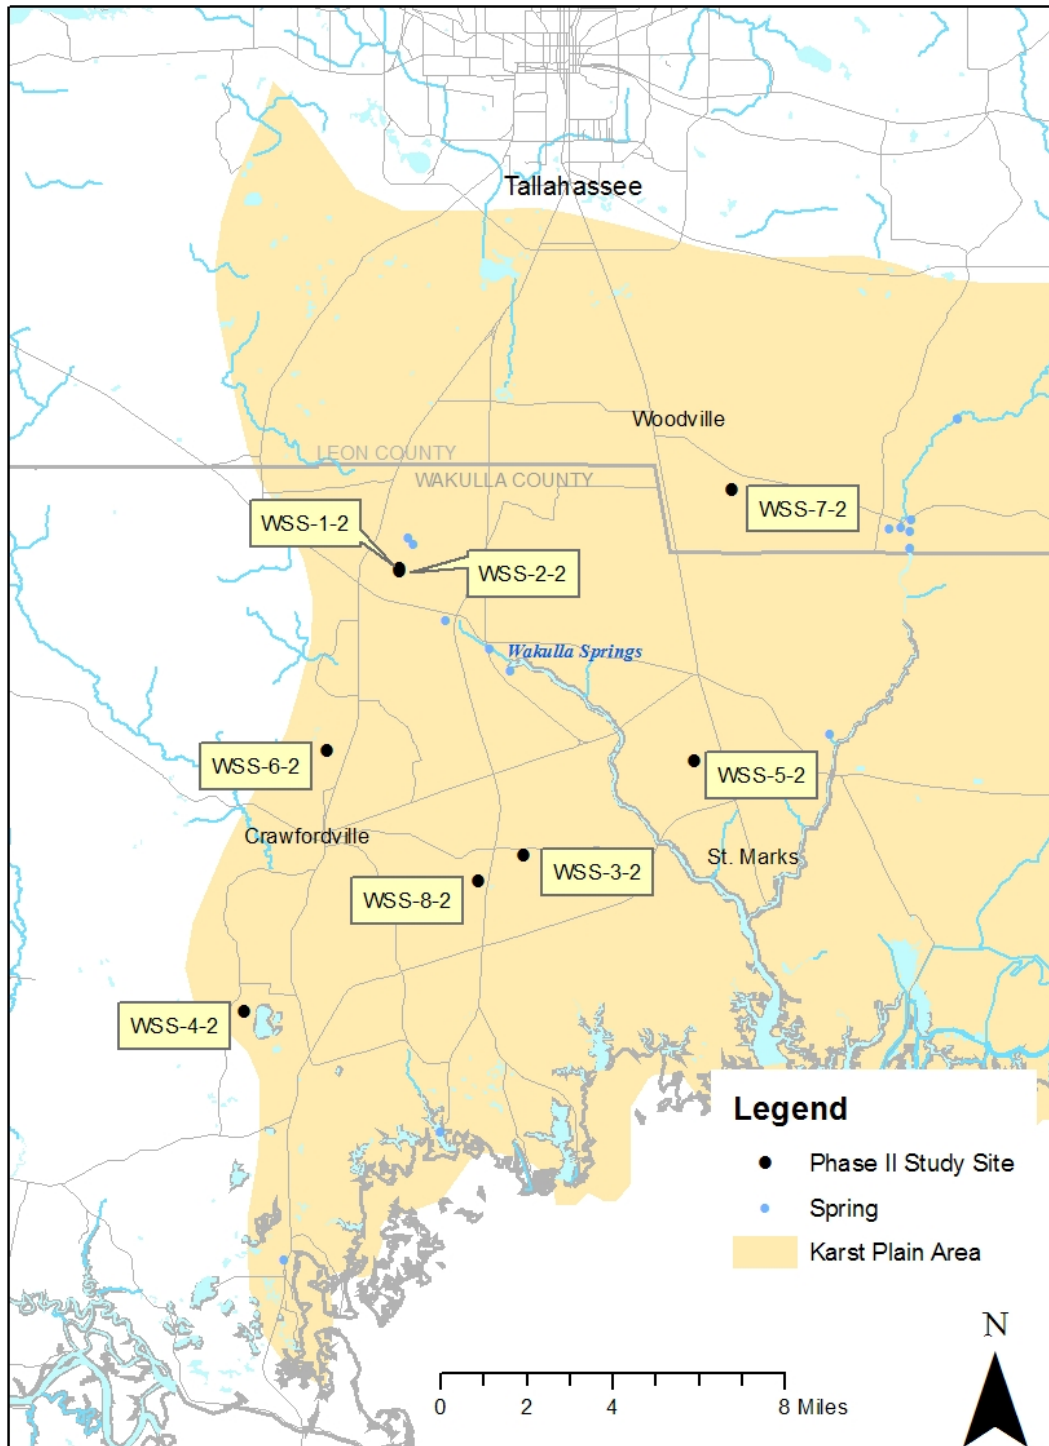 Tallahassee
Woodville
LEON COUNTY
WAKULLA COUNTY
WSS-7-2
WSS-1-2
WSS-2-2
Wakulla Springs
WSS-6-2
WSS-5-2
Crawfordville
St. Marks
WSS-3-2
WSS-8-2
WSS-4-2
Legend
Phase II Study Site
Spring
Karst Plain Area
N
0 2 4 8 Miles